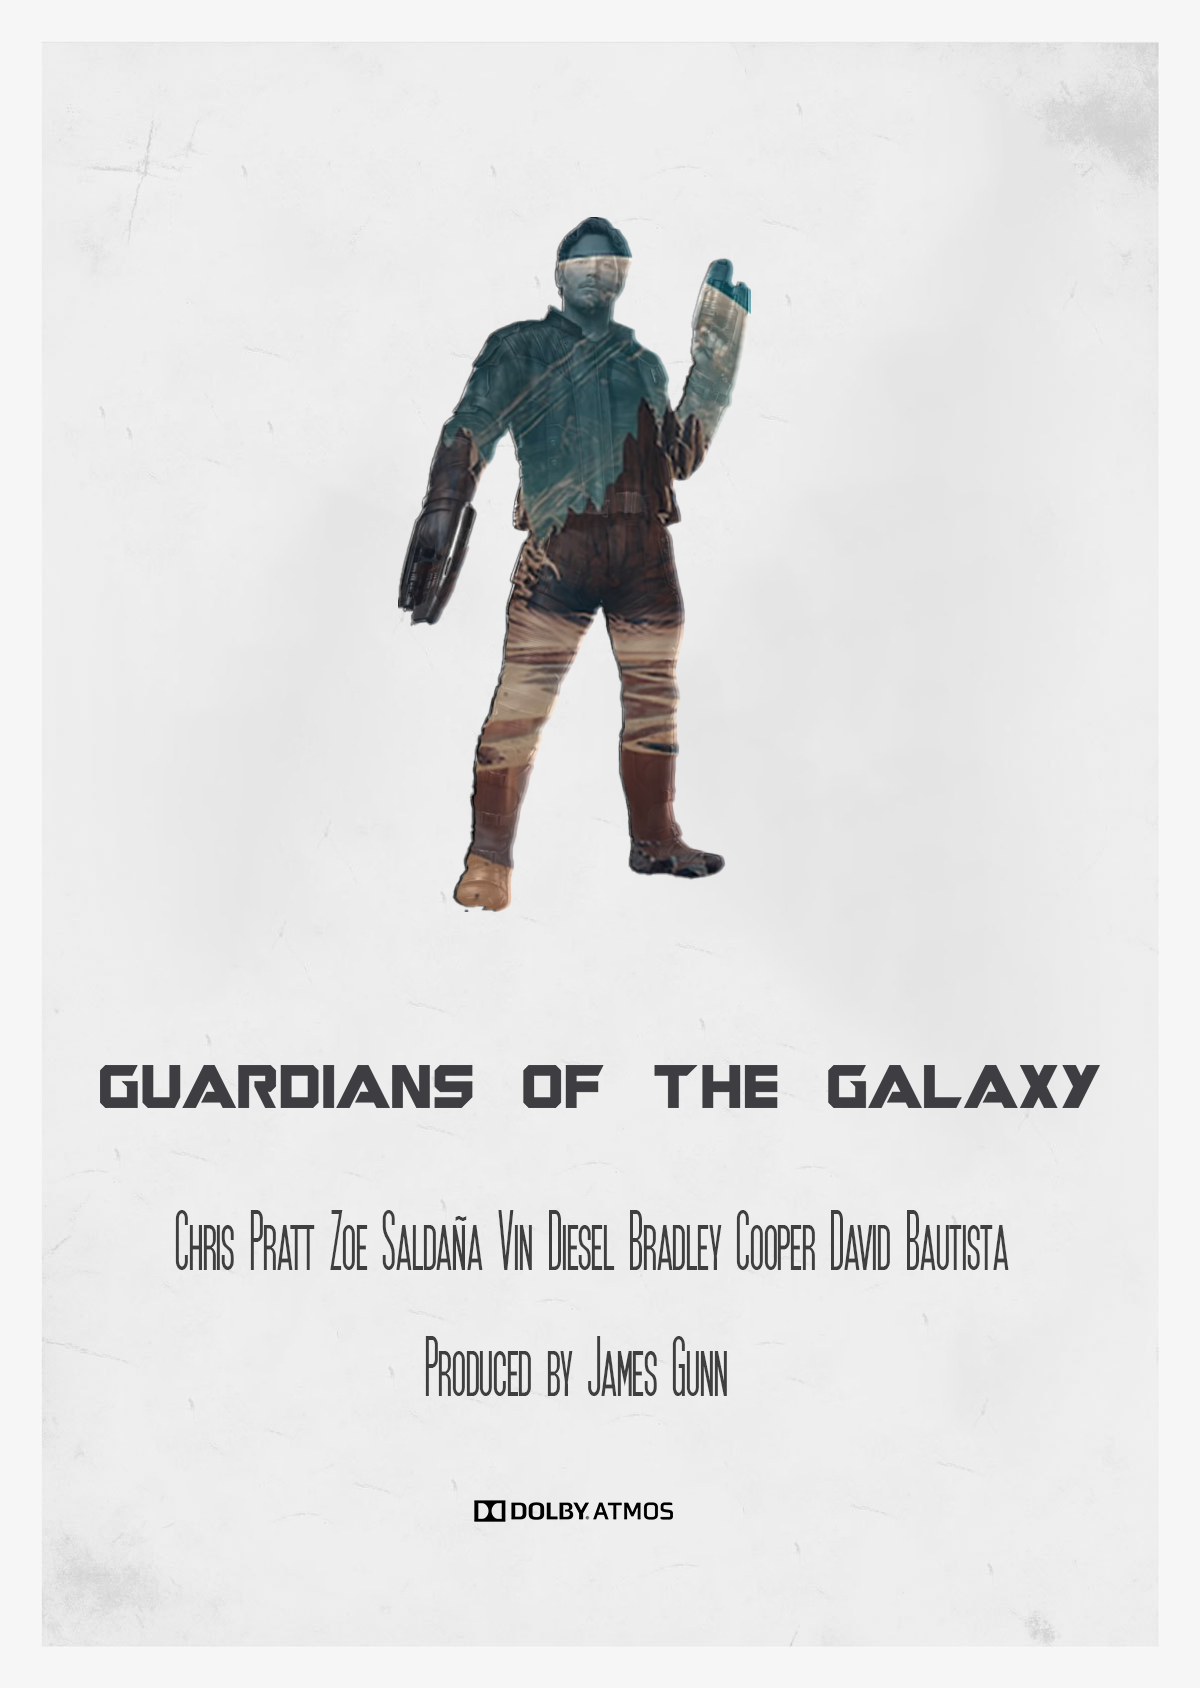 GUARDIANS OF THE GALAXY
Chris Pratt Zoe Saldaña Vin Diesel Bradley Cooper David Bautista
Produced by James Gunn
DOLBY ATMOS